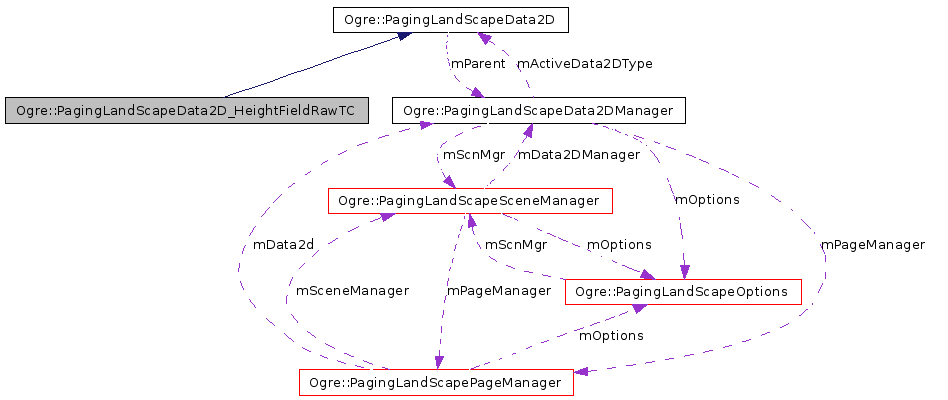 Ogre::PagingLandScapeData2D
mParent
mActiveData2DType
Ogre::PagingLandScapeData2D_HeightFieldRawTC
Ogre::PagingLandScapeData2DManager
mScnMgr
mData2DManager
Ogre::PagingLandScapeSceneManager
mOptions
mData2d
mScnMgr
mOptions
mPageManager
mSceneManager
mPageManager
Ogre::PagingLandScapeOptions
mOptions
Ogre::PagingLandScapePageManager